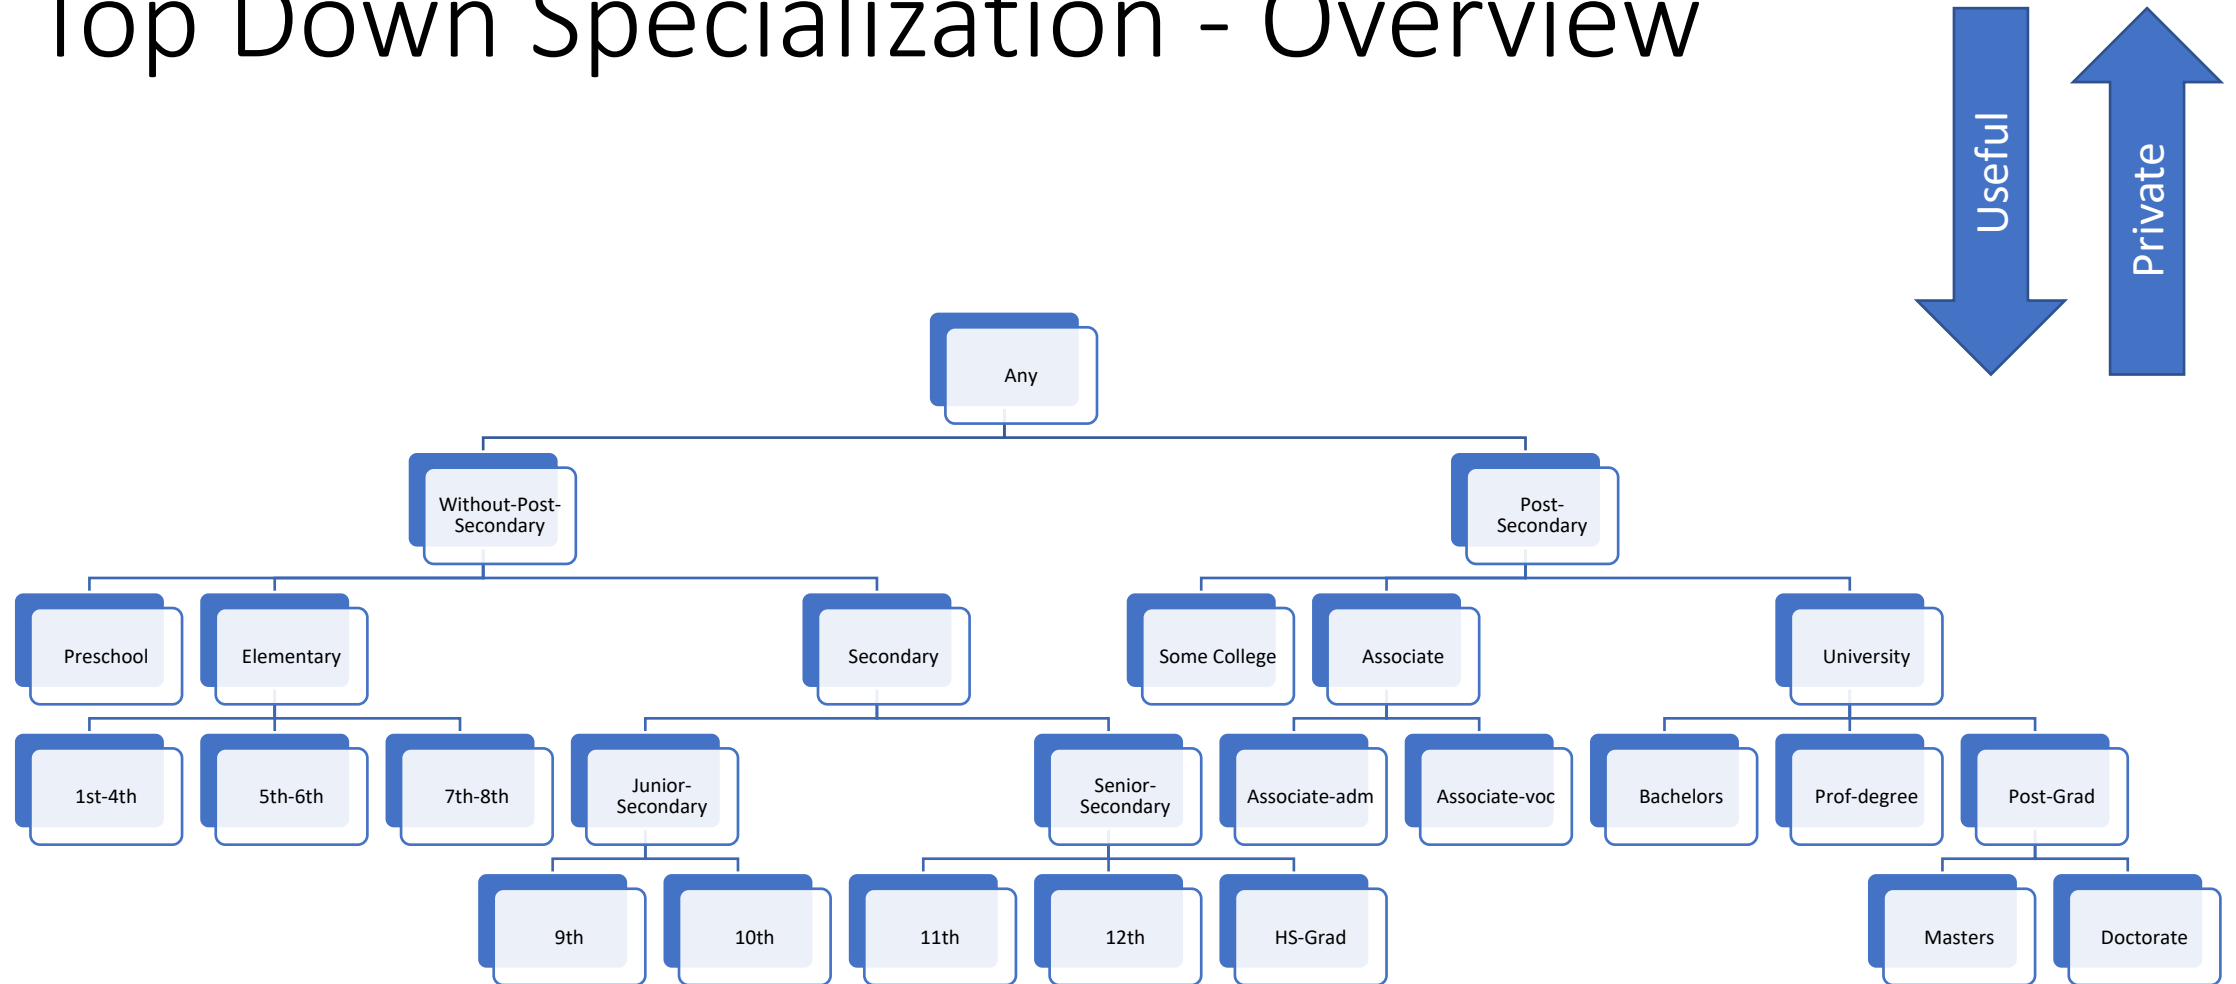 Top Down Specialization - Overview
Useful
Private
Any
Without-Post-
Secondary
Post-
Secondary
Preschool
Elementary
Secondary
Some College
Associate
University
1st-4th
5th-6th
7th-8th
Junior-
Secondary
Senior-
Secondary
Associate-adm
Associate-voc
Bachelors
Prof-degree
Post-Grad
9th
10th
11th
12th
HS-Grad
Masters
Doctorate